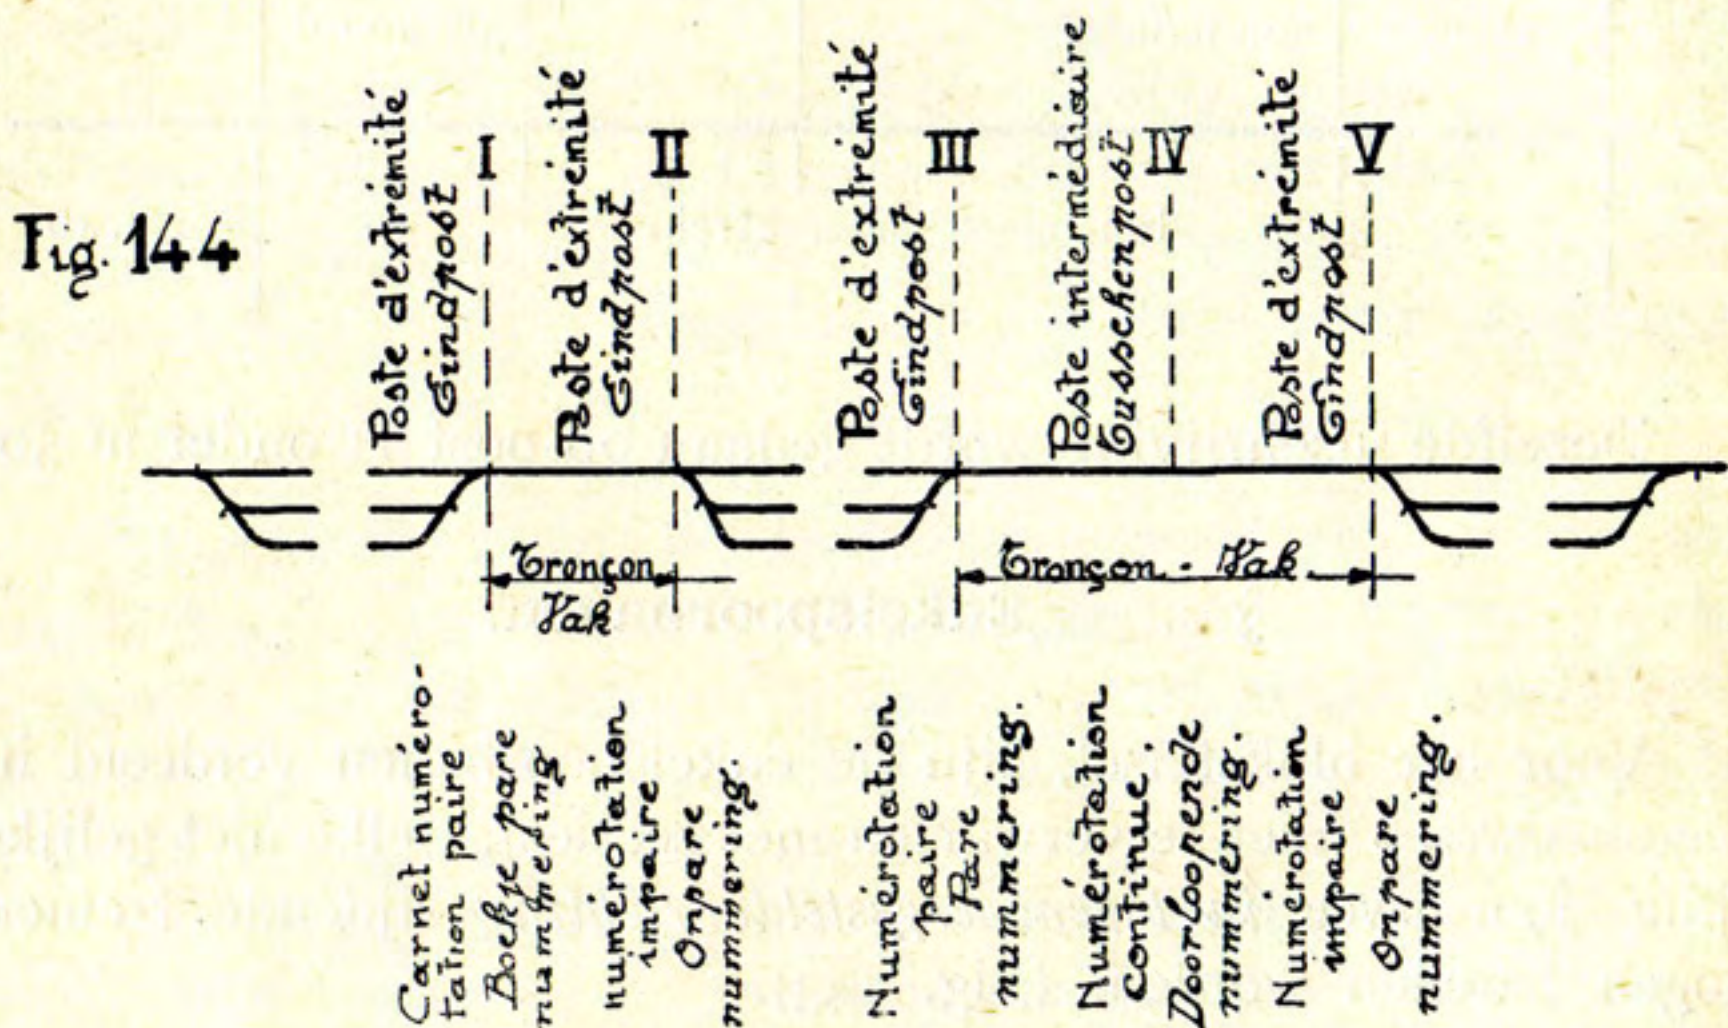 Fig. 144
Poste d'extrémité
Eindpost
I
Poste d'extrémité
Eindpost
II
Poste d'extrémité
Eindpost
III
Poste intermédiaire
Tusschenpost
IV
Poste d'extrémité
Eindpost
V
Tronçon
Vak
Tronçon - Vak
Carnet numéro-
tation paire
Boekje pare
nummering
numérotation
impaire
Onpare
nummering.
Numérotation
paire
Pare
nummering.
Numérotation
continue.
Doorloopende
nummering.
Numérotation
impaire
Onpare
nummering.